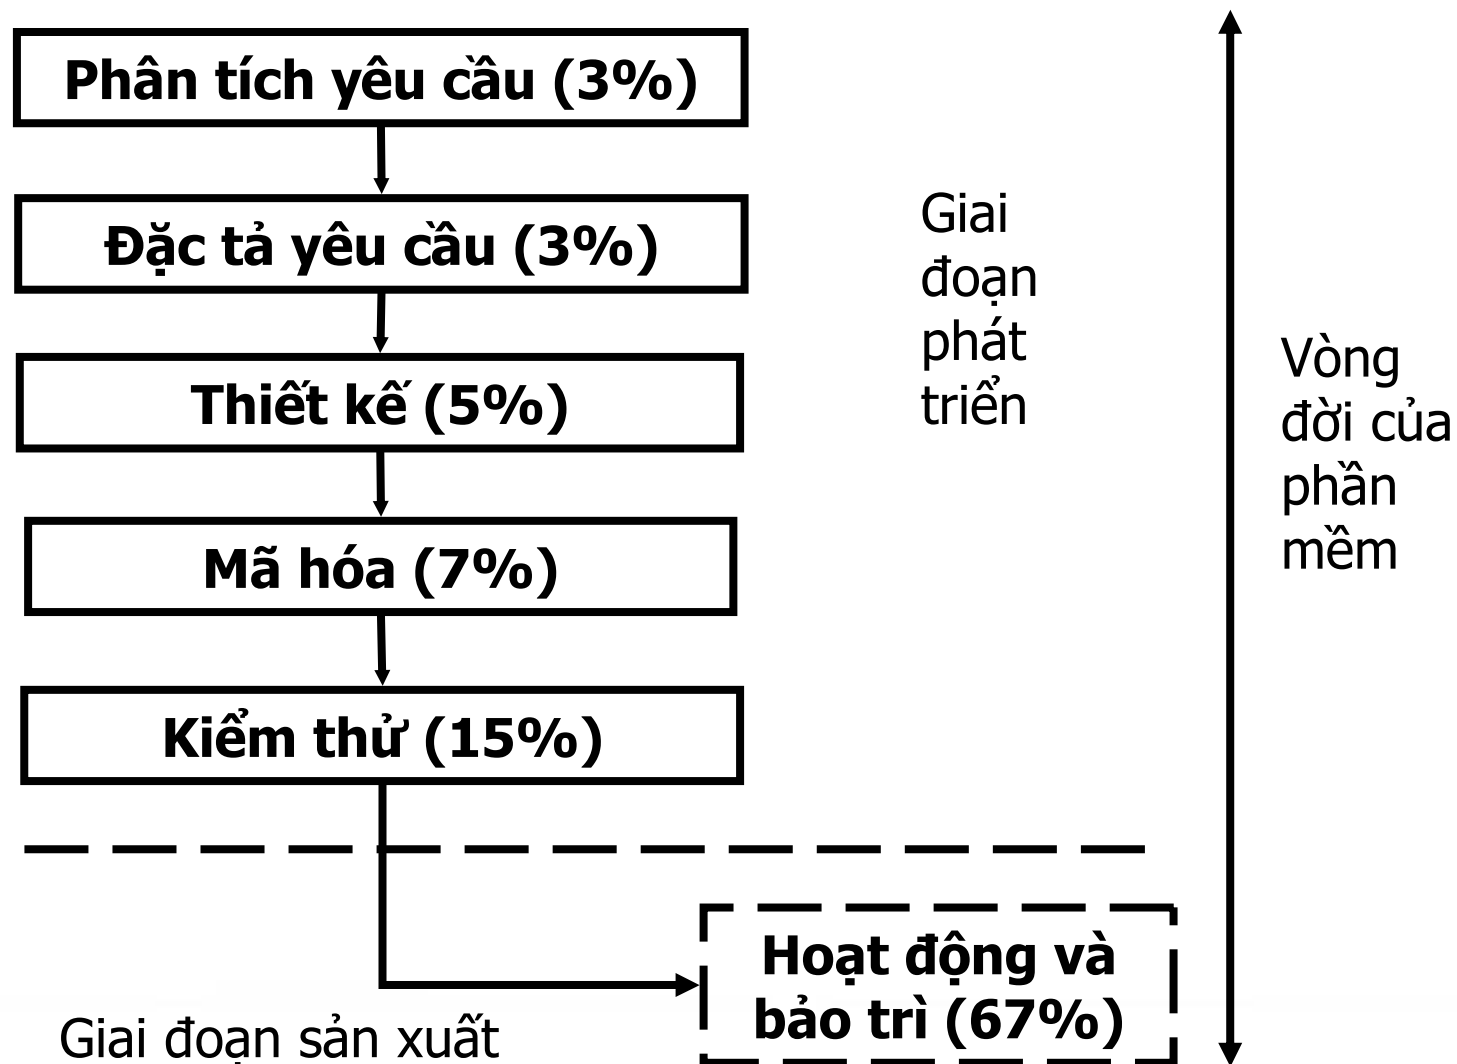 Phân tích yêu cầu (3%)
Đặc tả yêu cầu (3%)
Thiết kế (5%)
Mã hóa (7%)
Kiểm thử (15%)
Giai
đoạn
phát
triển
Vòng
đời của
phần
mềm
Hoạt động và
bảo trì (67%)
Giai đoạn sản xuất